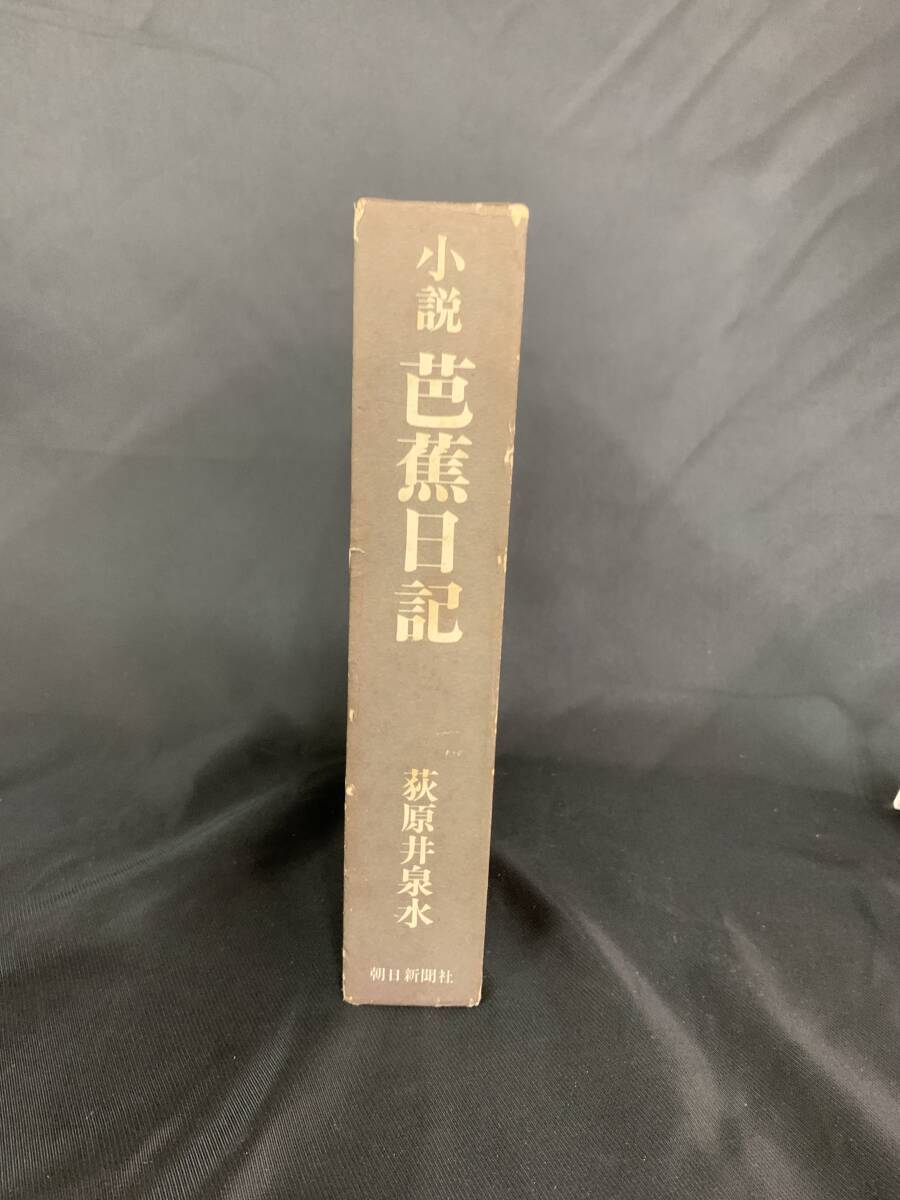 小説
芭蕉日記
荻原井泉水
朝日新聞社